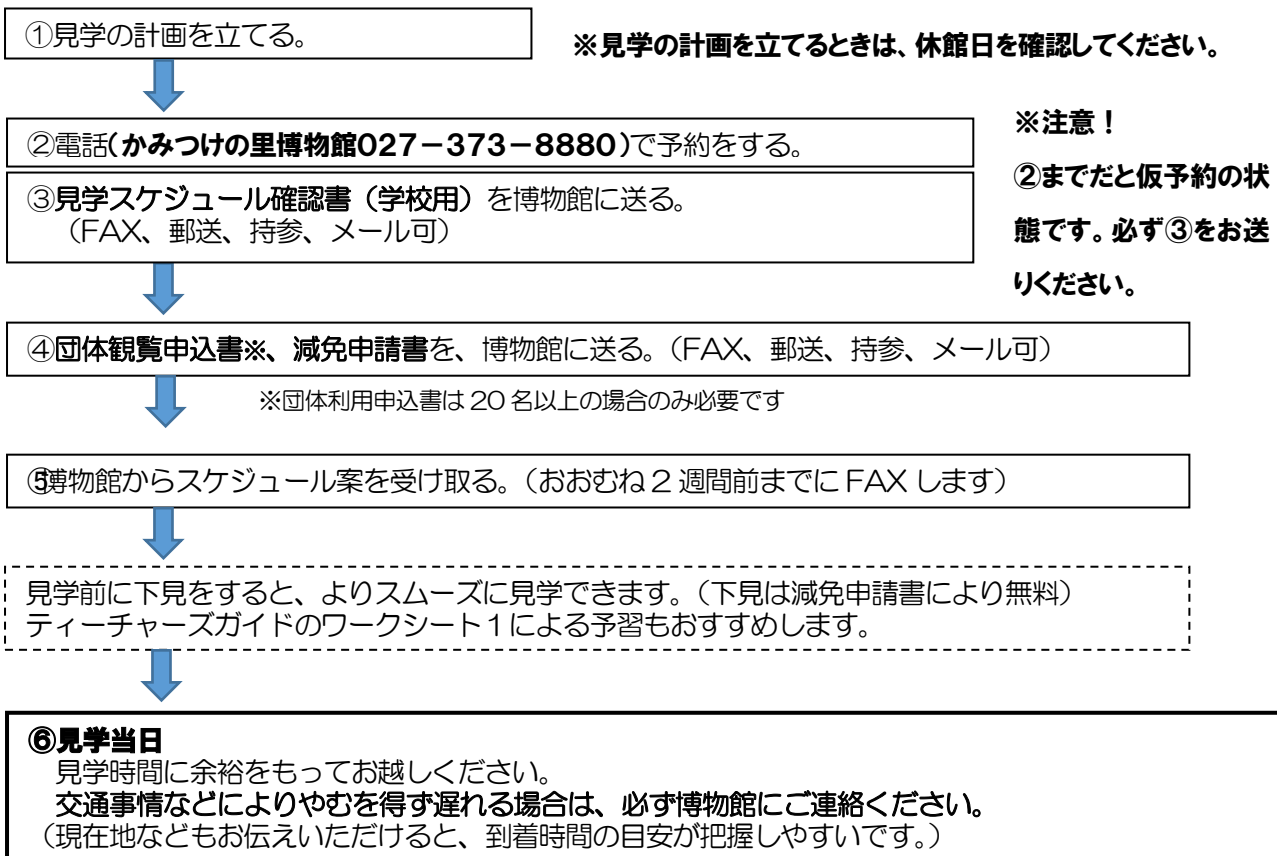 ①見学の計画を立てる。
※見学の計画を立てるときは、休館日を確認してください。
②電話(かみつけの里博物館027-373-8880)で予約をする。
③見学スケジュール確認書（学校用）を博物館に送る。
（FAX、郵送、持参、メール可）
※注意！
②までだと仮予約の状
態です。必ず③をお送
りください。
④団体観覧申込書※、減免申請書を、博物館に送る。（FAX、郵送、持参、メール可）
※団体利用申込書は20名以上の場合のみ必要です
⑤博物館からスケジュール案を受け取る。（おおむね2週間前までにFAXします）
見学前に下見をすると、よりスムーズに見学できます。（下見は減免申請書により無料）
ティーチャーズガイドのワークシート1による予習もおすすめします。
⑥見学当日
見学時間に余裕をもってお越しください。
交通事情などによりやむを得ず遅れる場合は、必ず博物館にご連絡ください。
（現在地などもお伝えいただけると、到着時間の目安が把握しやすいです。）